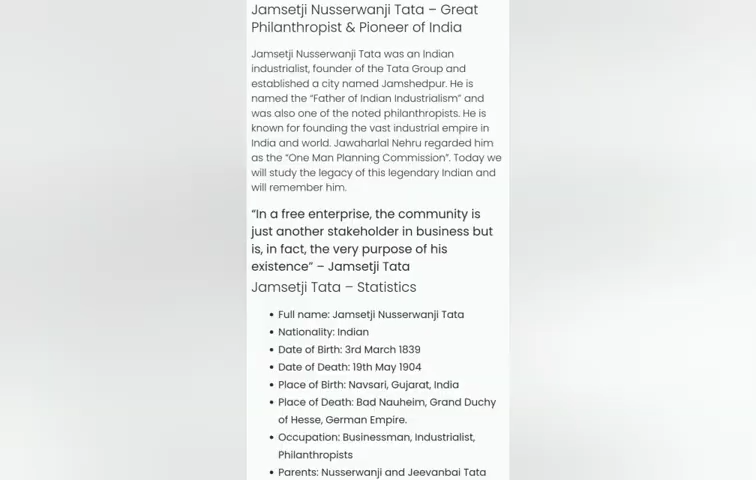 Jamsetji Nusserwanji Tata – Great
Philanthropist & Pioneer of India
Jamsetji Nusserwanji Tata was an Indian
industrialist, founder of the Tata Group and
established a city named Jamshedpur. He is
named the “Father of Indian Industrialism” and
was also one of the noted philanthropists. He is
known for founding the vast industrial empire in
India and world. Jawaharlal Nehru regarded him
as the “One Man Planning Commission”. Today we
will study the legacy of this legendary Indian and
will remember him.
“In a free enterprise, the community is
just another stakeholder in business but
is, in fact, the very purpose of his
existence” – Jamsetji Tata
Jamsetji Tata – Statistics
• Full name: Jamsetji Nusserwanji Tata
• Nationality: Indian
• Date of Birth: 3rd March 1839
• Date of Death: 19th May 1904
• Place of Birth: Navsari, Gujarat, India
• Place of Death: Bad Nauheim, Grand Duchy
of Hesse, German Empire.
• Occupation: Businessman, Industrialist,
Philanthropists
• Parents: Nusserwanji and Jeevanbai Tata